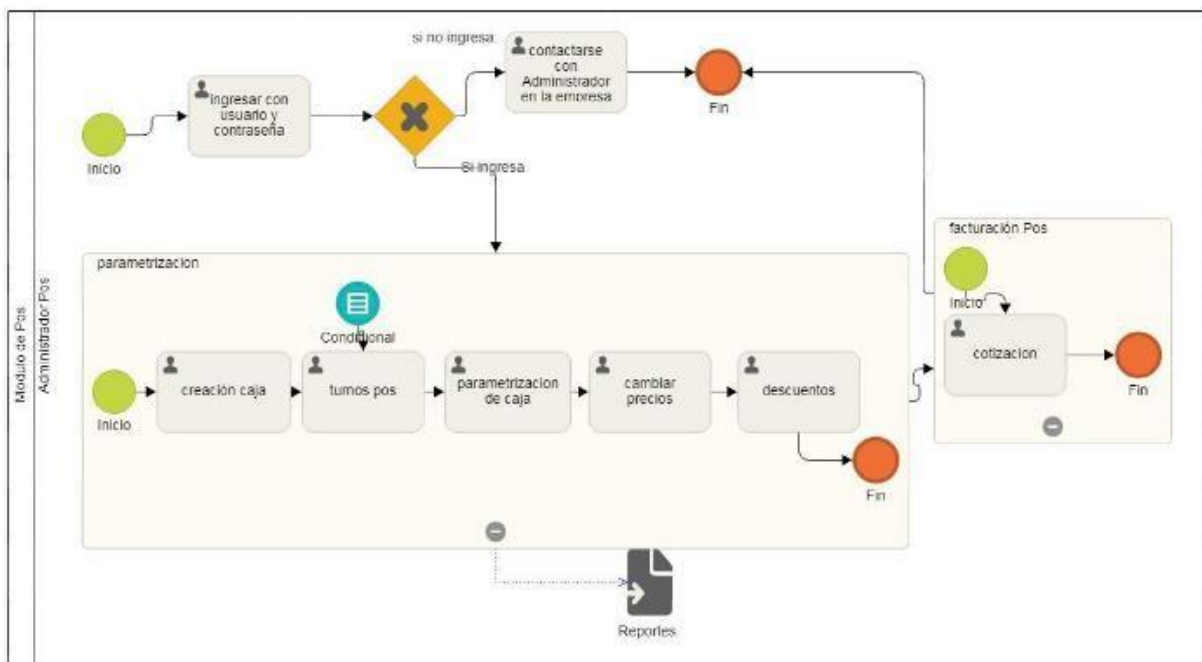 Modulo de Pos
Administrador Pos
si no ingresa
contactarse
con
Administrador
en la empresa
Fin
ingresar con
usuario y
contraseña
Inicio
Si ingresa
facturación Pos
Inicio
cotizacion
Fin
parametrizacion
Conditional
creación caja
turnos pos
parametrizacion
de caja
cambiar
precios
descuentos
Inicio
Fin
Reportes